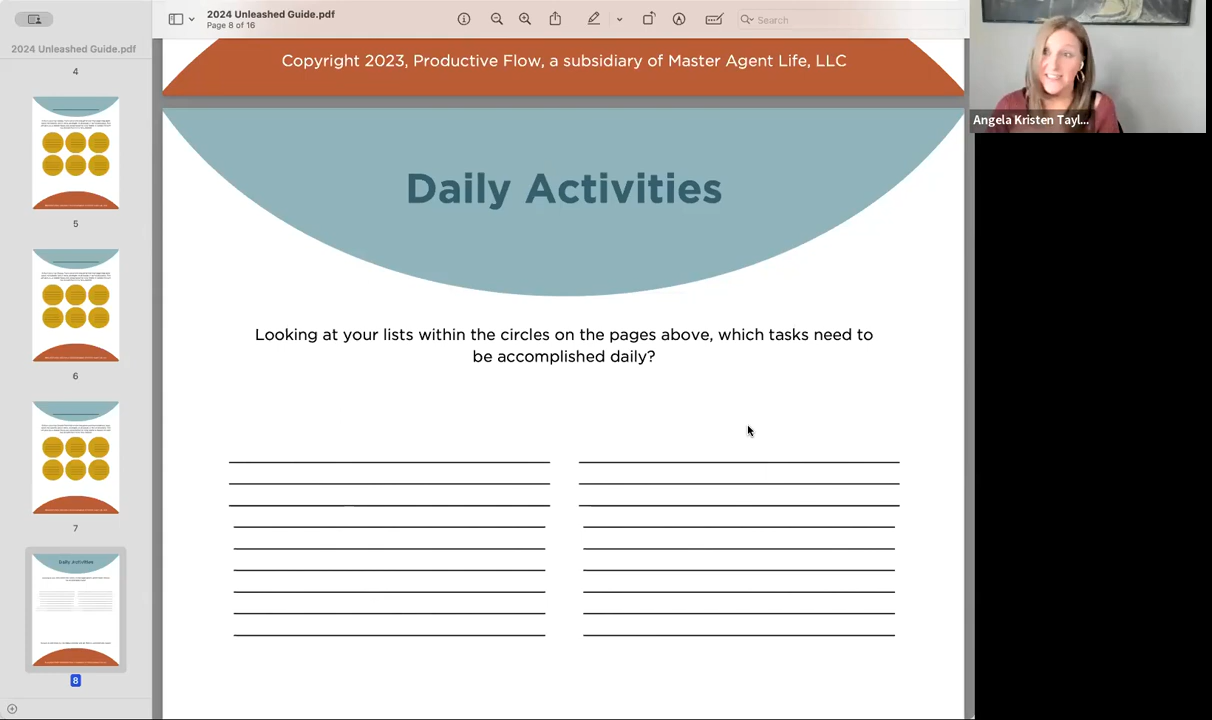 2024 Unleashed Guide.pdf
Page 8 of 16
Search
2024 Unleashed Guide.pdf
4
5
6
7
Daily Activities
8
Copyright 2023, Productive Flow, a subsidiary of Master Agent Life, LLC
Daily Activities
Looking at your lists within the circles on the pages above, which tasks need to
be accomplished daily?
Angela Kristen Tayl...